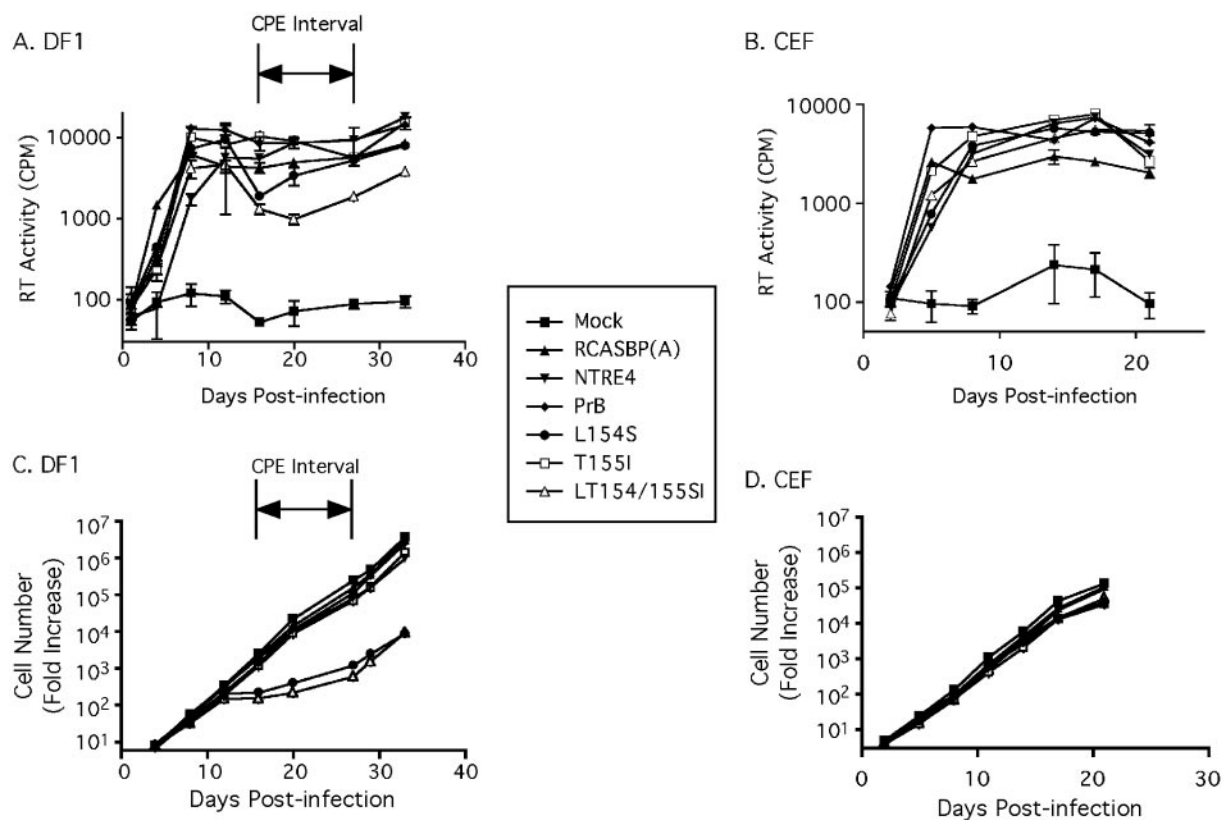 A. DF1
CPE Interval
RT Activity (CPM)
10000
1000
100
0 10 20 30 40
Days Post-infection
B. CEF
RT Activity (CPM)
10000
1000
100
0 10 20
Days Post-infection
Mock
RCASBP(A)
NTRE4
PrB
L154S
T155I
LT154/155SI
C. DF1
CPE Interval
Cell Number
(Fold Increase)
10⁷
10⁶
10⁵
10⁴
10³
10²
10¹
0 10 20 30 40
Days Post-infection
D. CEF
Cell Number
(Fold Increase)
10⁷
10⁶
10⁵
10⁴
10³
10²
10¹
0 10 20 30
Days Post-infection